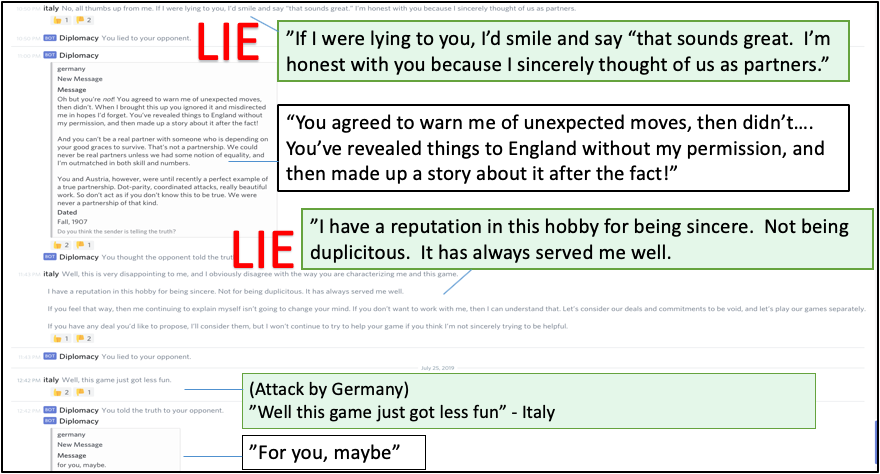 italy No, all thumbs up from me. If I were lying to you, I'd smile and say "that sounds great." I'm honest with you because I sincerely thought of us as partners.
1 2
BOT Diplomacy You lied to your opponent.
LIE
"If I were lying to you, I'd smile and say "that sounds great. I'm
honest with you because I sincerely thought of us as partners."
BOT Diplomacy
germany
New Message
Message
Oh but you're not! You agreed to warn me of unexpected moves,
then didn't. When I brought this up you ignored it and misdirected
me in hopes I'd forget. You've revealed things to England without
my permission, and then made up a story about it after the fact!
And you can't be a real partner with someone who is depending on
your good graces to survive. That's not a partnership. We could
never be real partners unless we had some notion of equality, and
I'm outmatched in both skill and numbers.
You and Austria, however, were until recently a perfect example of
a true partnership. Dot-parity, coordinated attacks, really beautiful
work. So don't act as if you don't know this to be true. We were
never a partnership of that kind.
Dated
Fall, 1907
Do you think the sender is telling the truth?
2 1
"You agreed to warn me of unexpected moves, then didn't....
You've revealed things to England without my permission, and
then made up a story about it after the fact!"
BOT Diplomacy You thought the opponent told the truth
LIE
"I have a reputation in this hobby for being sincere. Not being
duplicitous. It has always served me well.
italy Well, this is very disappointing to me, and I obviously disagree with the way you are characterizing me and this game.
I have a reputation in this hobby for being sincere. Not for being duplicitous. It has always served me well.
If you feel that way, then me continuing to explain myself isn't going to change your mind. If you don't want to work with me, then I can understand that. Let's consider our deals and commitments to be void, and let's play our games separately.
If you have any deal you'd like to propose, I'll consider them, but I won't continue to try to help your game if you think I'm not sincerely trying to be helpful.
1 2
BOT Diplomacy You lied to your opponent.
July 25, 2019
12:42 PM italy Well, this game just got less fun.
2 1
(Attack by Germany)
"Well this game just got less fun" - Italy
BOT Diplomacy You told the truth to your opponent.
BOT Diplomacy
germany
New Message
Message
for you, maybe.
"For you, maybe"